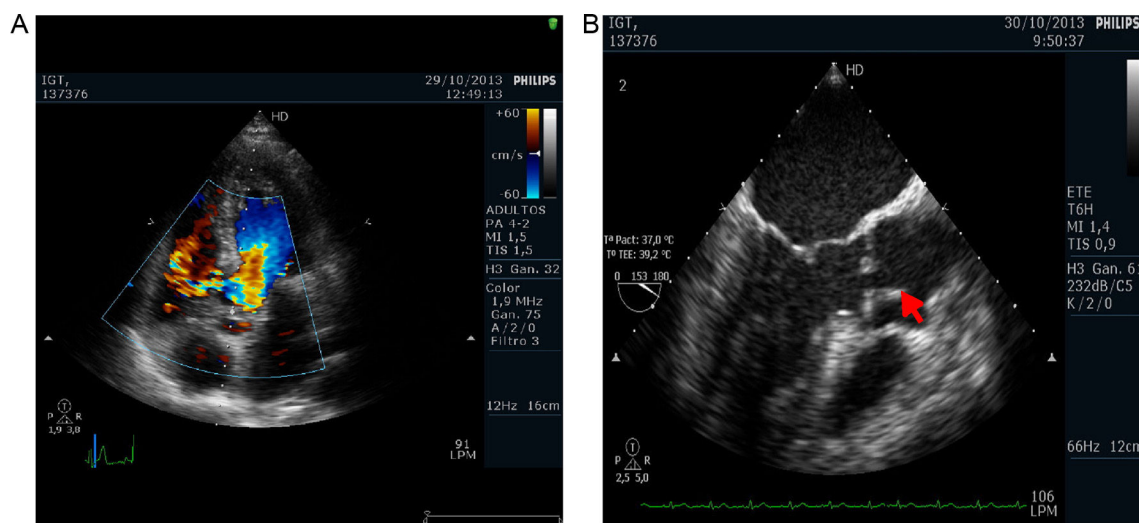 A
IGT,
137376
29/10/2013 PHILIPS
12:49:13
HD
+60
cm/s
-60
ADULTOS
PA 4-2
MI 1,5
TIS 1,5
H3 Gan. 32
Color
1,9 MHz
Gan. 75
A/2/0
Filtro 3
12Hz 16cm
T
P R
1,9 3,8
91
LPM
B
IGT,
137376
30/10/2013 PHILIPS
9:50:37
2
HD
ETE
T6H
MI 1,4
TIS 0,9
Tª Pact: 37,0 °C
Tª TEE: 39,2 °C
0 153 180
H3 Gan. 61
232dB/C5
K/2/0
66Hz 12cm
T
P R
2,5 5,0
106
LPM